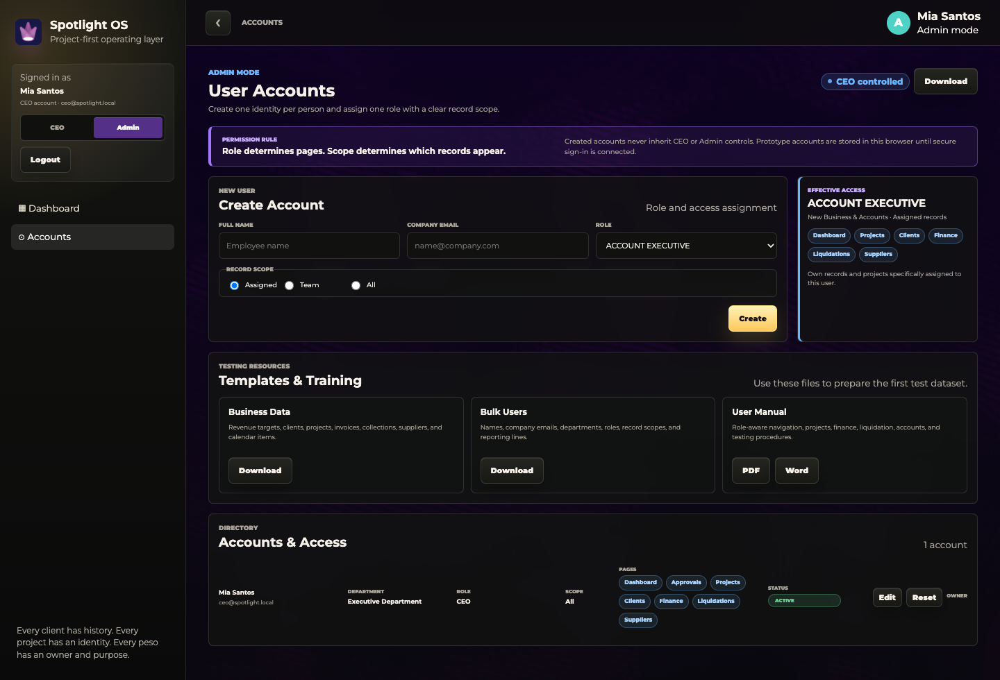 Spotlight OS
Project-first operating layer
Signed in as
Mia Santos
CEO account · ceo@spotlight.local
CEO
Admin
Logout
Dashboard
Accounts
Every client has history. Every
project has an identity. Every peso
has an owner and purpose.
ACCOUNTS
A
Mia Santos
Admin mode
ADMIN MODE
User Accounts
Create one identity per person and assign one role with a clear record scope.
CEO controlled
Download
PERMISSION RULE
Role determines pages. Scope determines which records appear.
Created accounts never inherit CEO or Admin controls. Prototype accounts are stored in this browser until secure
sign-in is connected.
NEW USER
Create Account
Role and access assignment
FULL NAME
Employee name
COMPANY EMAIL
name@company.com
ROLE
ACCOUNT EXECUTIVE
RECORD SCOPE
Assigned
Team
All
Create
EFFECTIVE ACCESS
ACCOUNT EXECUTIVE
New Business & Accounts · Assigned records
Dashboard
Projects
Clients
Finance
Liquidations
Suppliers
Own records and projects specifically assigned to
this user.
TESTING RESOURCES
Templates & Training
Use these files to prepare the first test dataset.
Business Data
Revenue targets, clients, projects, invoices, collections, suppliers, and
calendar items.
Download
Bulk Users
Names, company emails, departments, roles, record scopes, and
reporting lines.
Download
User Manual
Role-aware navigation, projects, finance, liquidation, accounts, and
testing procedures.
PDF
Word
DIRECTORY
Accounts & Access
1 account
Mia Santos
ceo@spotlight.local
DEPARTMENT
Executive Department
ROLE
CEO
SCOPE
All
PAGES
Dashboard
Approvals
Projects
Clients
Finance
Liquidations
Suppliers
STATUS
ACTIVE
Edit
Reset
OWNER